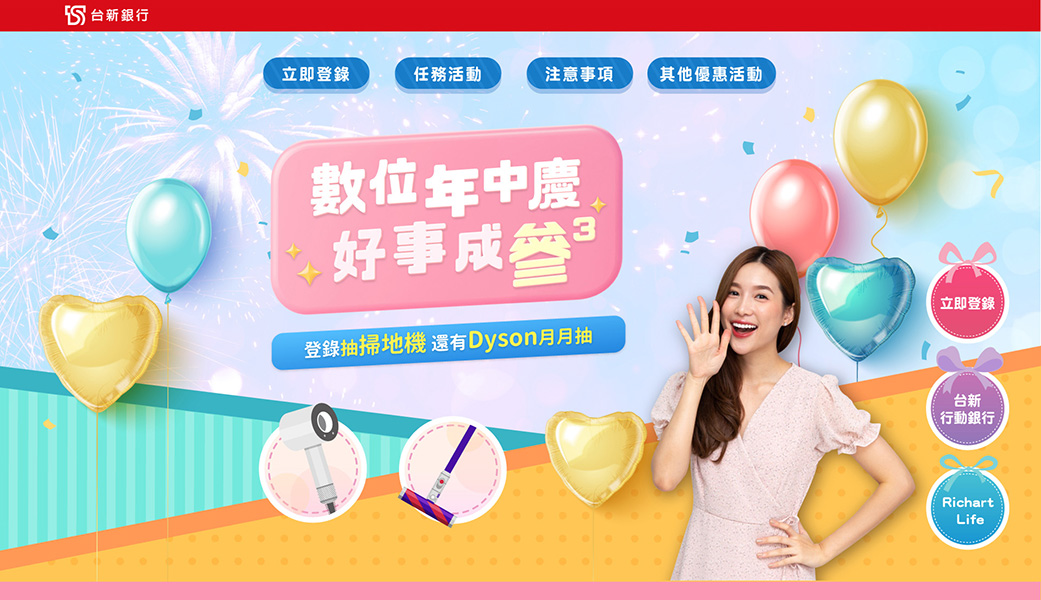 台新銀行
立即登錄
任務活動
注意事項
其他優惠活動
數位年中慶
好事成叄3
登錄抽掃地機 還有Dyson月月抽
立即登錄
台新
行動銀行
Richart
Life